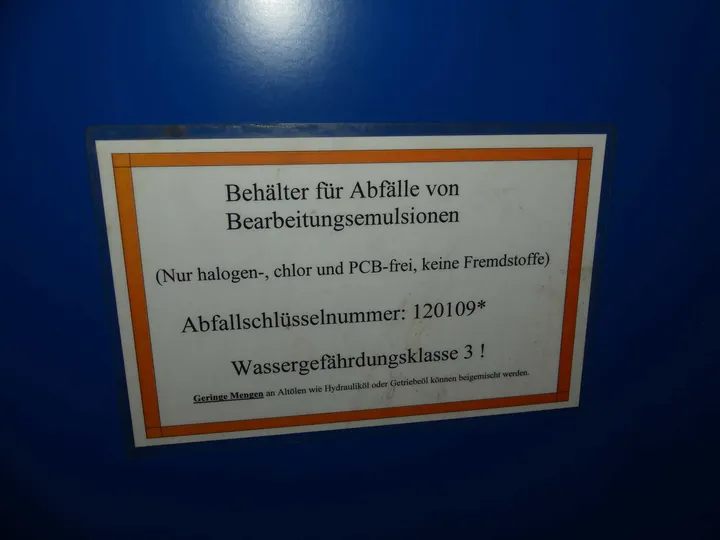 Behälter für Abfälle von
Bearbeitungsemulsionen
(Nur halogen-, chlor und PCB-frei, keine Fremdstoffe)
Abfallschlüsselnummer: 120109*
Wassergefährdungsklasse 3 !
Geringe Mengen an Altölen wie Hydrauliköl oder Getriebeöl können beigemischt werden.